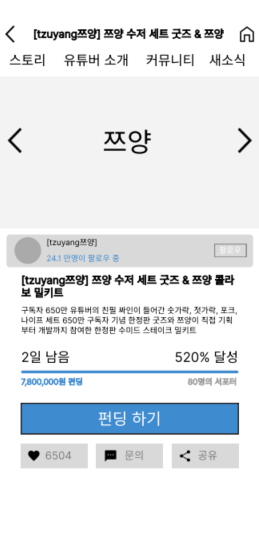 [tzuyang쯔양] 쯔양 수저 세트 굿즈 & 쯔양
스토리 유튜버 소개 커뮤니티 새소식
쯔양
[tzuyang쯔양]
24.1 만명이 팔로우 중
팔로우
[tzuyang쯔양] 쯔양 수저 세트 굿즈 & 쯔양 콜라
보 밀키트
구독자 650만 유튜버의 친필 싸인이 들어간 숫가락, 젓가락, 포크,
나이프 세트 650만 구독자 기념 한정판 굿즈와 쯔양이 직접 기획
부터 개발까지 참여한 한정판 수미드 스테이크 밀키트
2일 남음 520% 달성
7,800,000원 펀딩 80명의 서포터
펀딩 하기
6504 문의 공유